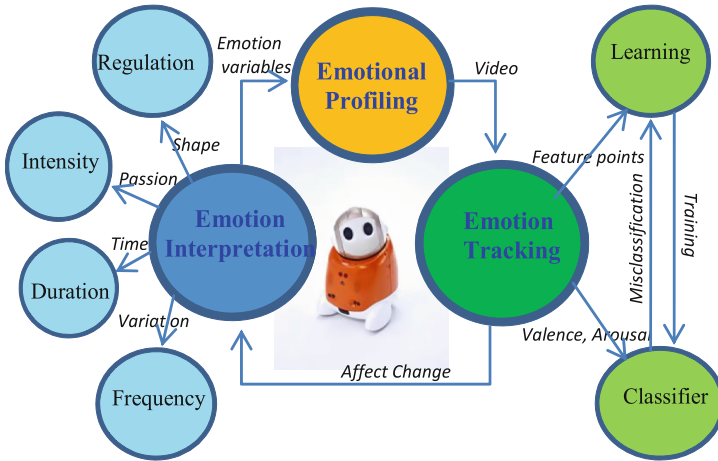 Regulation
Emotion
variables
Emotional
Profiling
Video
Learning
Intensity
Shape
Passion
Feature points
Emotion
Interpretation
Emotion
Tracking
Misclassification
Training
Time
Duration
Variation
Valence, Arousal
Affect Change
Frequency
Classifier